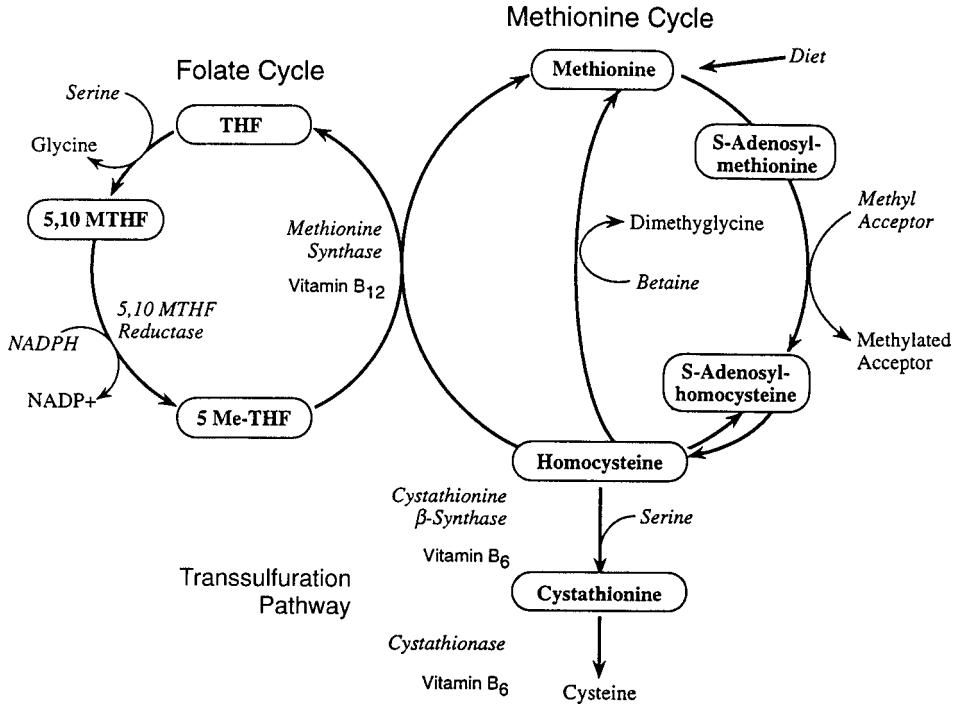 Methionine Cycle
Folate Cycle
Methionine
Diet
Serine
THF
Glycine
S-Adenosyl-
methionine
5,10 MTHF
Methionine
Synthase
Vitamin B12
Dimethyglycine
Betaine
Methyl
Acceptor
5,10 MTHF
Reductase
NADPH
NADP+
Methylated
Acceptor
S-Adenosyl-
homocysteine
5 Me-THF
Homocysteine
Cystathionine
β-Synthase
Serine
Vitamin B6
Transsulfuration
Pathway
Cystathionine
Cystathionase
Vitamin B6
Cysteine